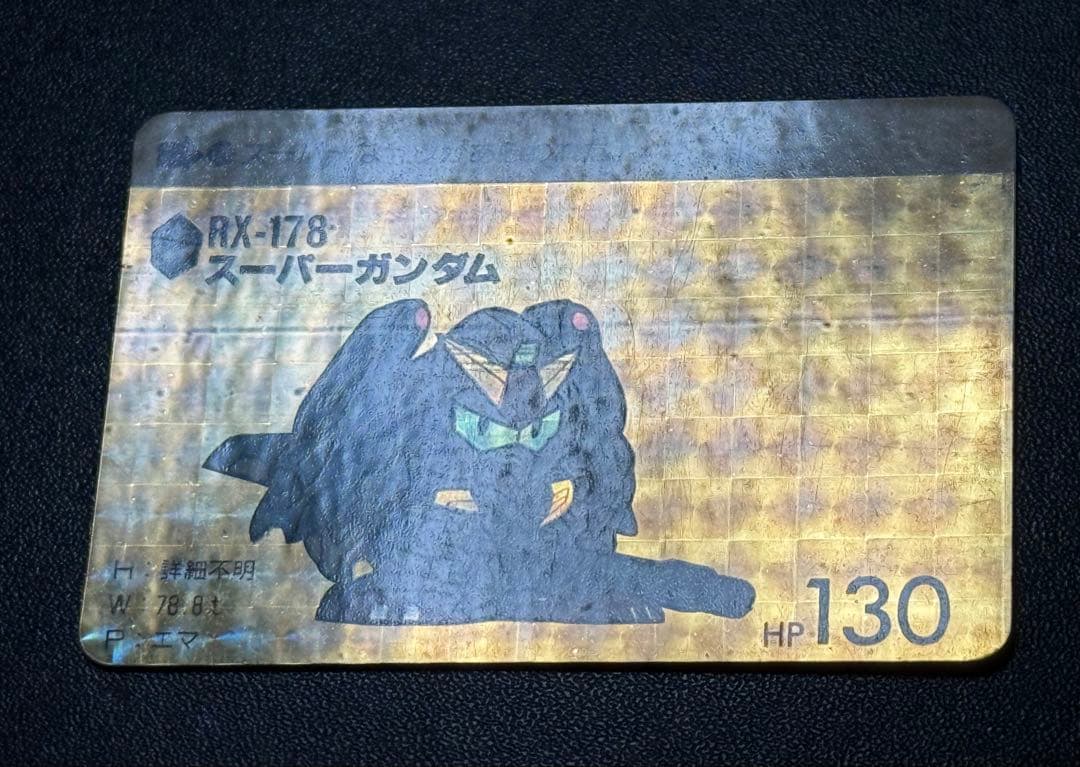 RX-178
スーパーガンダム
H：詳細不明
W：78.8t
P：エマ
HP 130